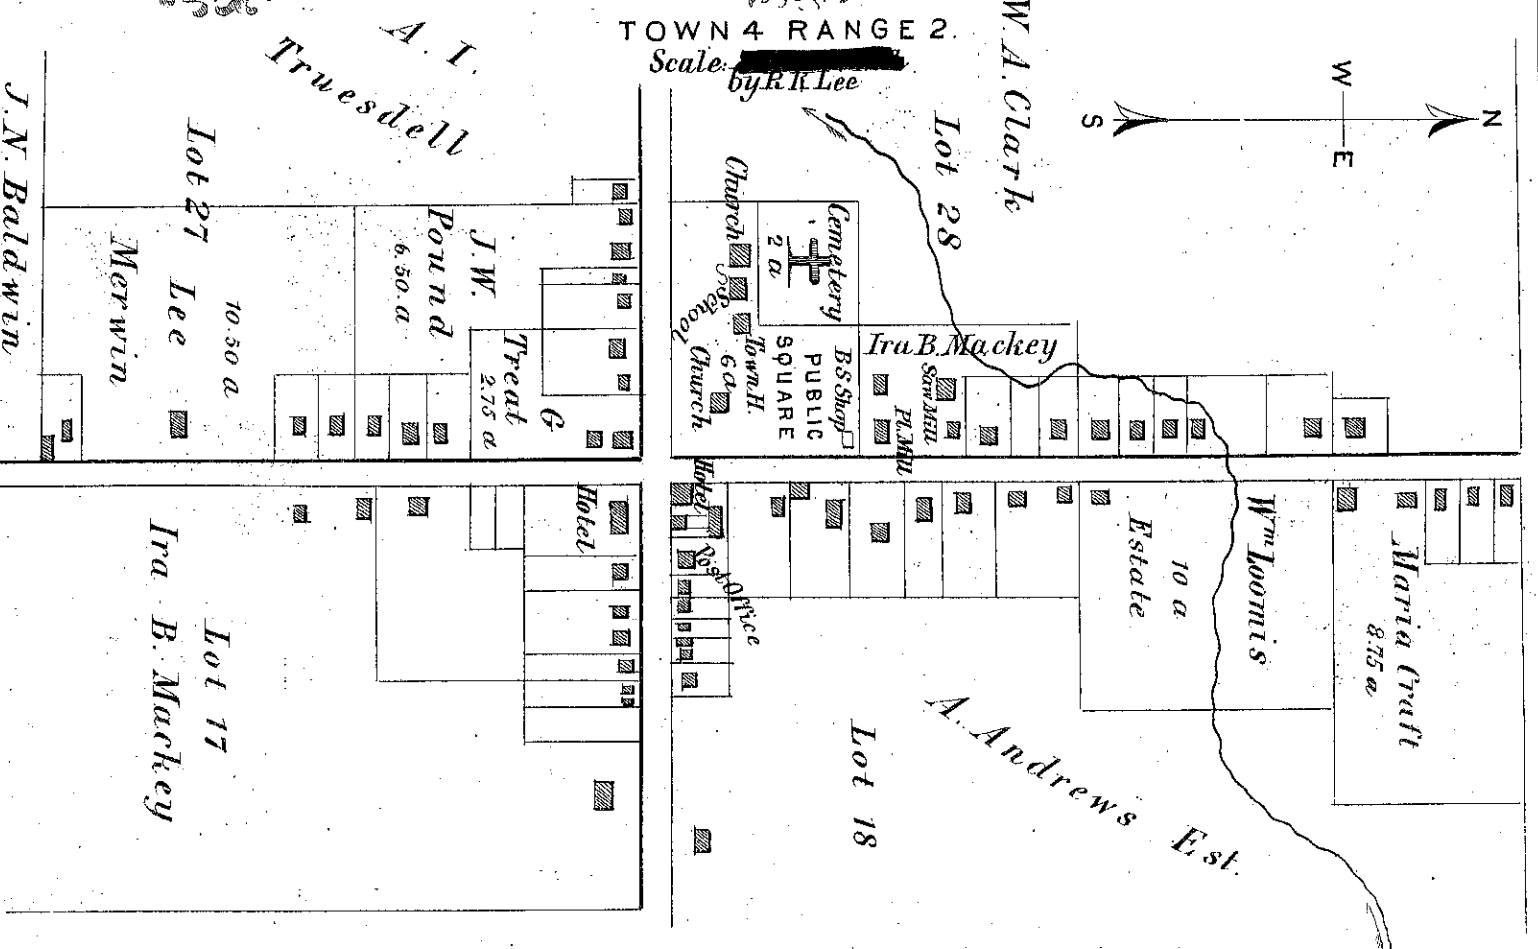 TOWN 4 RANGE 2.
Scale:
by R K Lee
A. I.
Truesdell
W. A. Clark
Lot 28
W
E
S
N
J. N. Baldwin
Lot 27
Merwin
Lee
10.50 a
J. W.
Pound
6.50. a
Treat
2.75 a
G
Church
S School
Church
Town H.
6 a
Cemetery
2 a
PUBLIC
SQUARE
B S Shop
Ira B. Mackey
Saw Mill
Pl. Mill
Hotel
Hotel
Post Office
Ira B. Mackey
Lot 17
Lot 18
A. Andrews Est.
Estate
10 a
Wm Loomis
Maria Craft
8.75 a